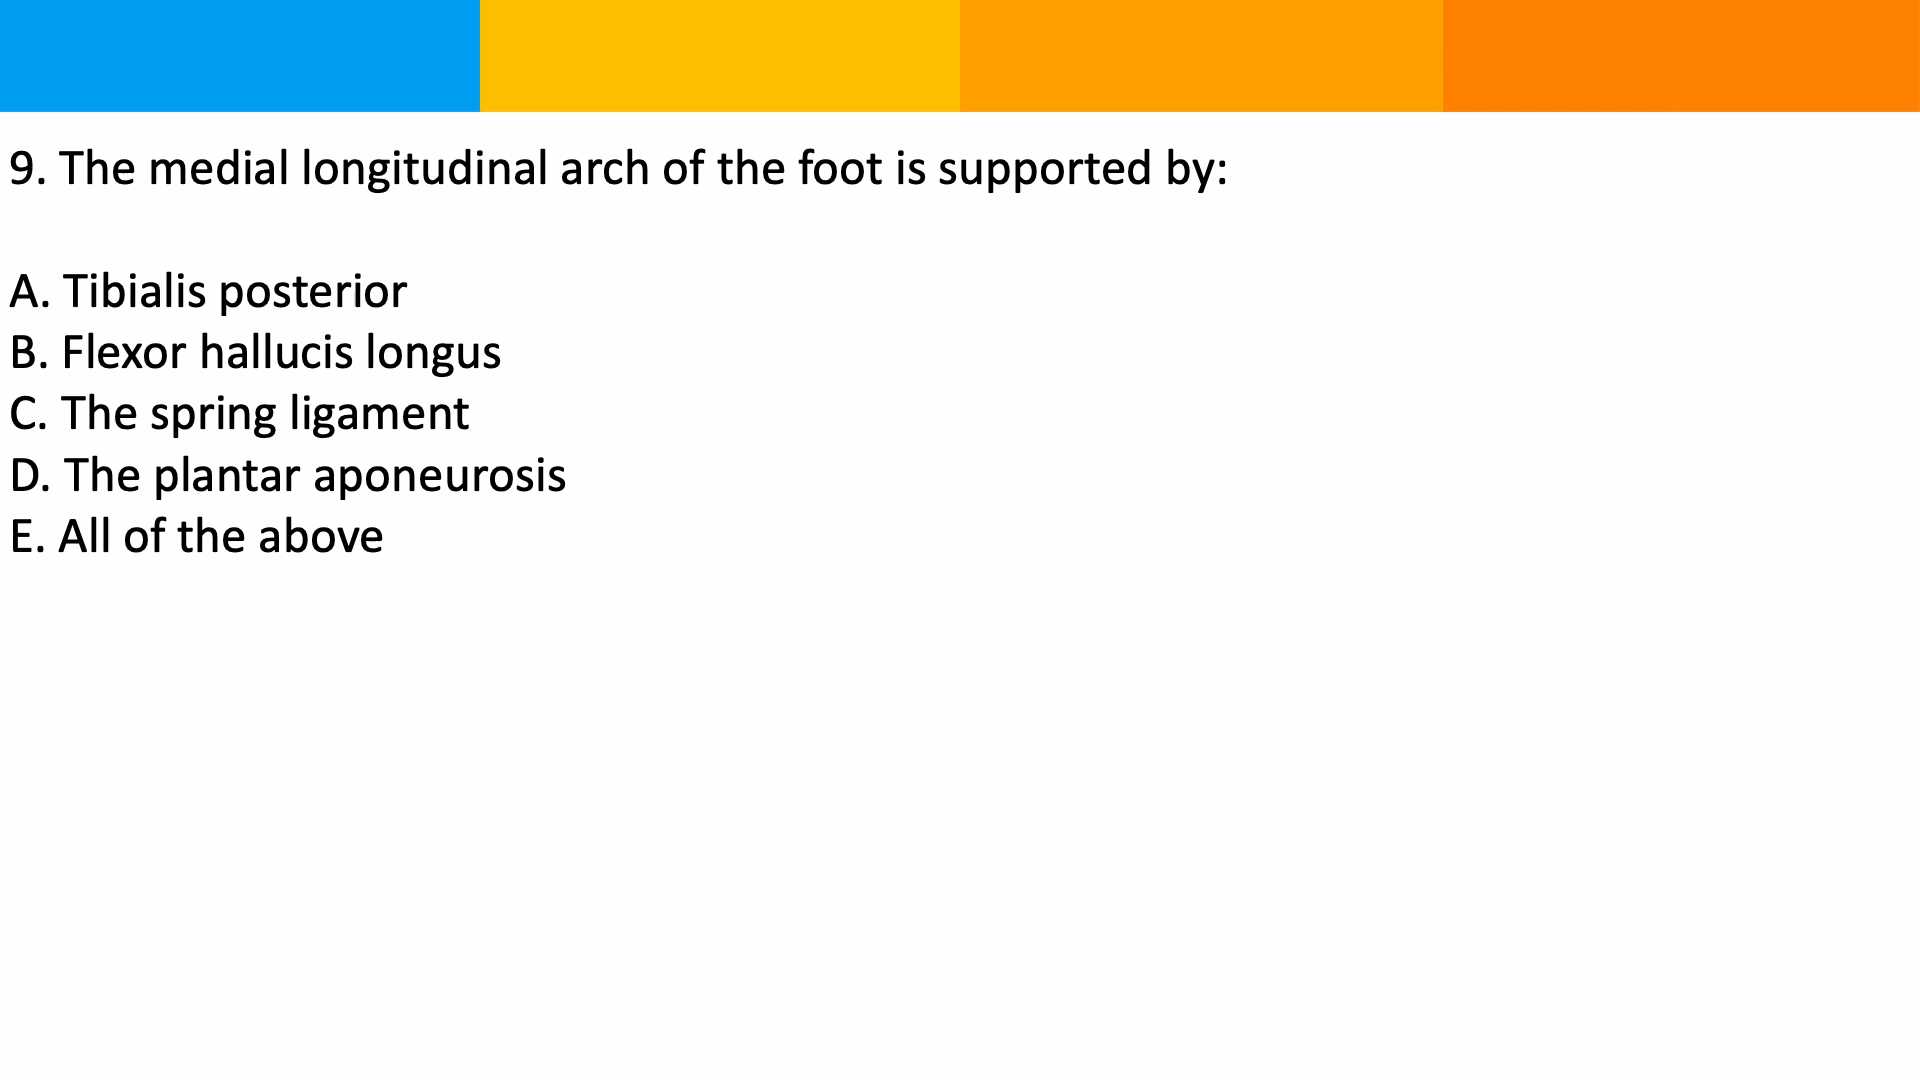 9. The medial longitudinal arch of the foot is supported by:
A. Tibialis posterior
B. Flexor hallucis longus
C. The spring ligament
D. The plantar aponeurosis
E. All of the above